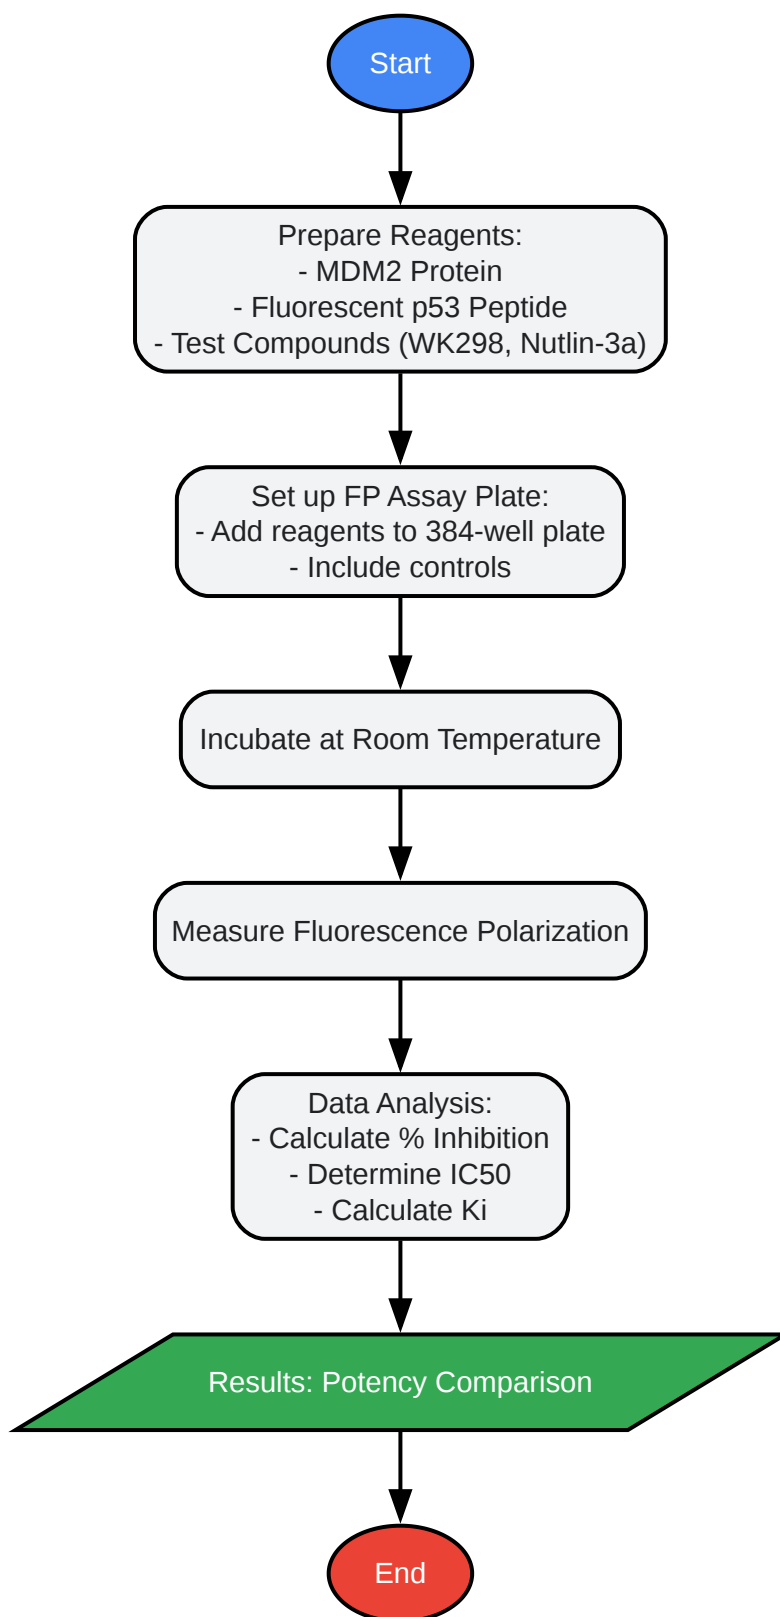 Start
Prepare Reagents:
- MDM2 Protein
- Fluorescent p53 Peptide
- Test Compounds (WK298, Nutlin-3a)
Set up FP Assay Plate:
- Add reagents to 384-well plate
- Include controls
Incubate at Room Temperature
Measure Fluorescence Polarization
Data Analysis:
- Calculate % Inhibition
- Determine IC50
- Calculate Ki
Results: Potency Comparison
End